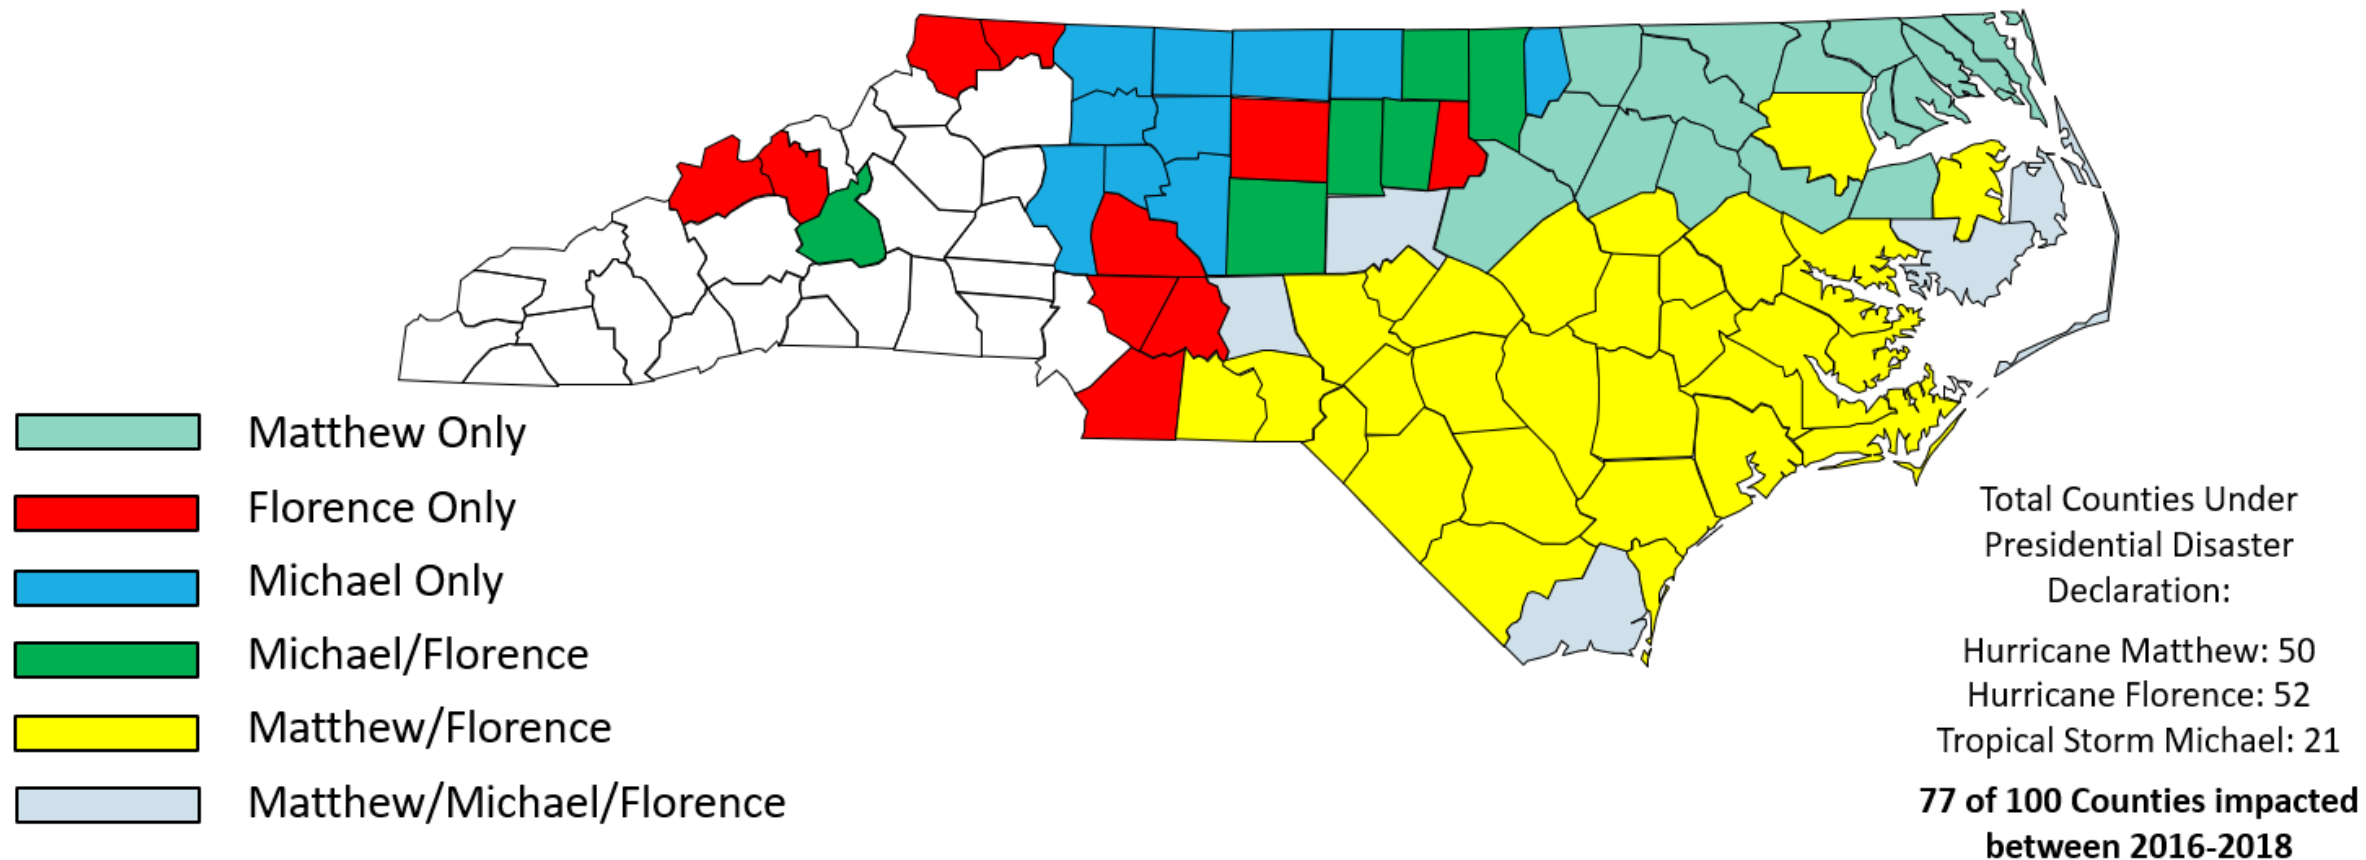 Matthew Only
Florence Only
Michael Only
Michael/Florence
Matthew/Florence
Matthew/Michael/Florence
Total Counties Under
Presidential Disaster
Declaration:
Hurricane Matthew: 50
Hurricane Florence: 52
Tropical Storm Michael: 21
77 of 100 Counties impacted
between 2016-2018